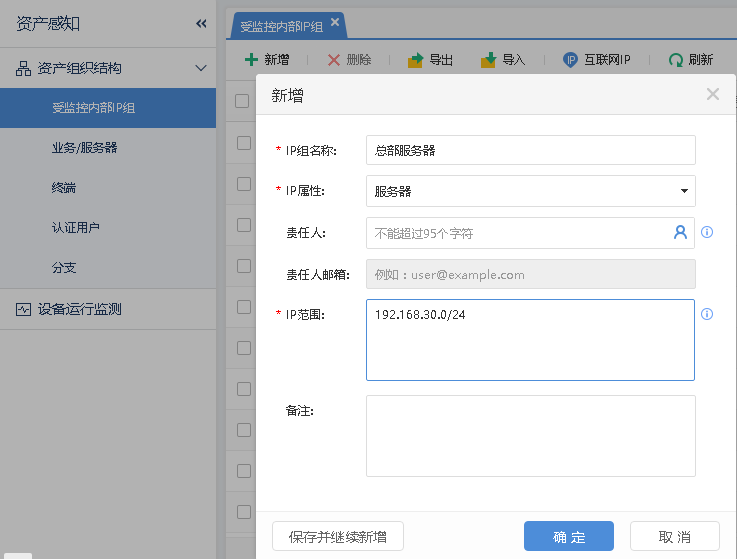 资产感知
«
受监控内部IP组 ×
资产组织结构
新增 删除 导出 导入 互联网IP 刷新
新增
受监控内部IP组
业务/服务器
终端
认证用户
分支
设备运行监测
* IP组名称: 总部服务器
* IP属性: 服务器
责任人: 不能超过95个字符
责任人邮箱: 例如：user@example.com
* IP范围: 192.168.30.0/24
备注:
保存并继续新增 确定 取消